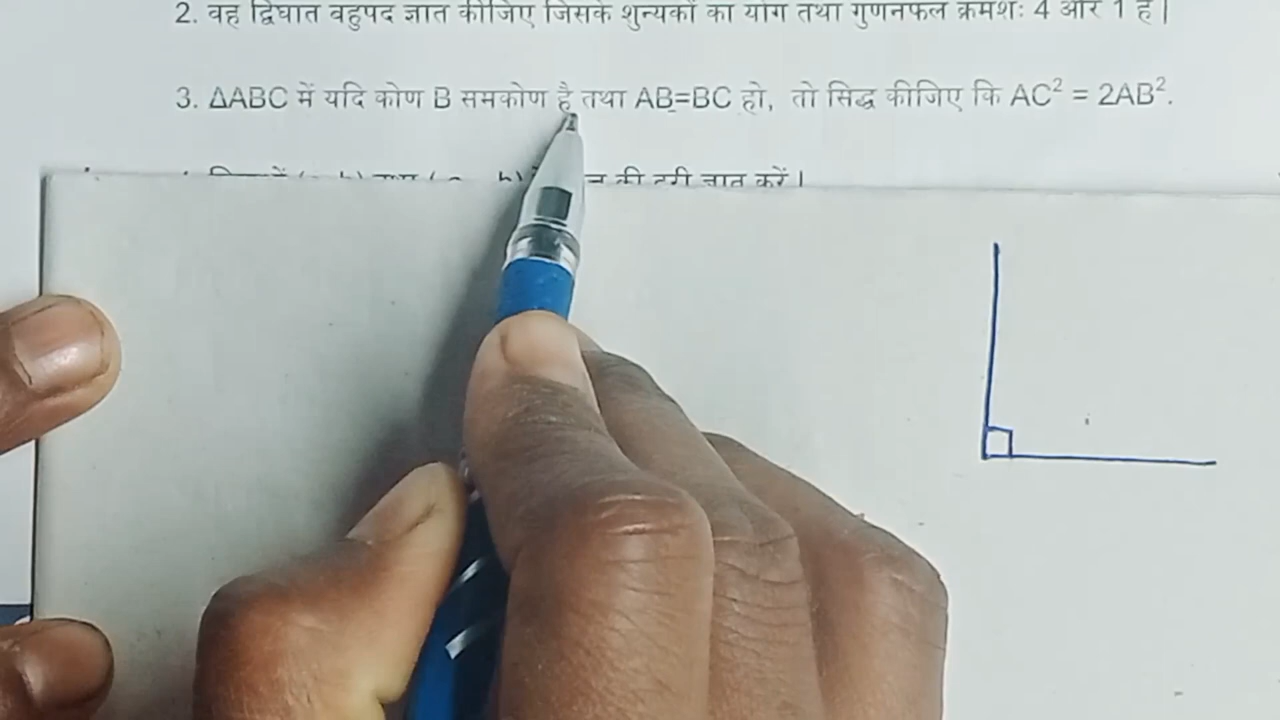 2. वह द्विघात बहुपद ज्ञात कीजिए जिसके शुन्यकों का योग तथा गुणनफल क्रमशः 4 और 1 है।
3. ΔABC में यदि कोण B समकोण है तथा AB=BC हो, तो सिद्ध कीजिए कि AC² = 2AB².
की दूरी ज्ञात करें।